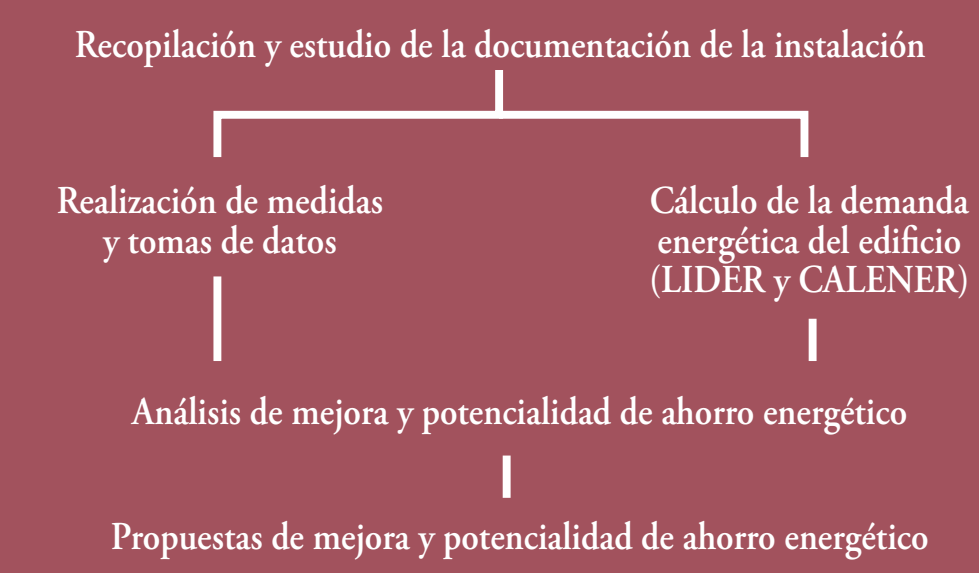 Recopilación y estudio de la documentación de la instalación
Realización de medidas
y tomas de datos
Cálculo de la demanda
energética del edificio
(LIDER y CALENER)
Análisis de mejora y potencialidad de ahorro energético
Propuestas de mejora y potencialidad de ahorro energético